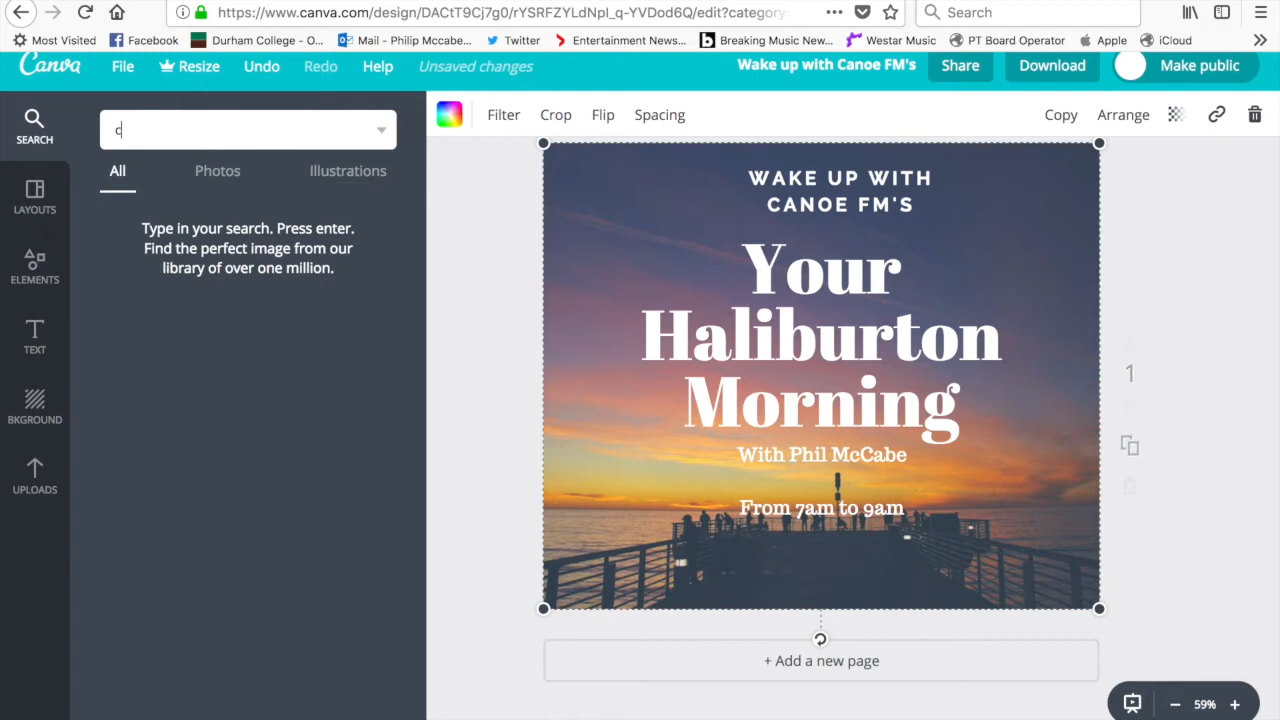 https://www.canva.com/design/DACtT9Cj7g0/rYSRFZYLdNpl_q-YVDod6Q/edit?category
Search
Most Visited
Facebook
Durham College - O...
Mail - Philip Mccabe...
Twitter
Entertainment News...
Breaking Music New...
Westar Music
PT Board Operator
Apple
iCloud
Canva
File
Resize
Undo
Redo
Help
Unsaved changes
Wake up with Canoe FM's
Share
Download
Make public
SEARCH
LAYOUTS
ELEMENTS
TEXT
BKGROUND
UPLOADS
c
All
Photos
Illustrations
Type in your search. Press enter.
Find the perfect image from our
library of over one million.
Filter
Crop
Flip
Spacing
Copy
Arrange
WAKE UP WITH
CANOE FM'S
Your
Haliburton
Morning
With Phil McCabe
From 7am to 9am
1
+ Add a new page
59%